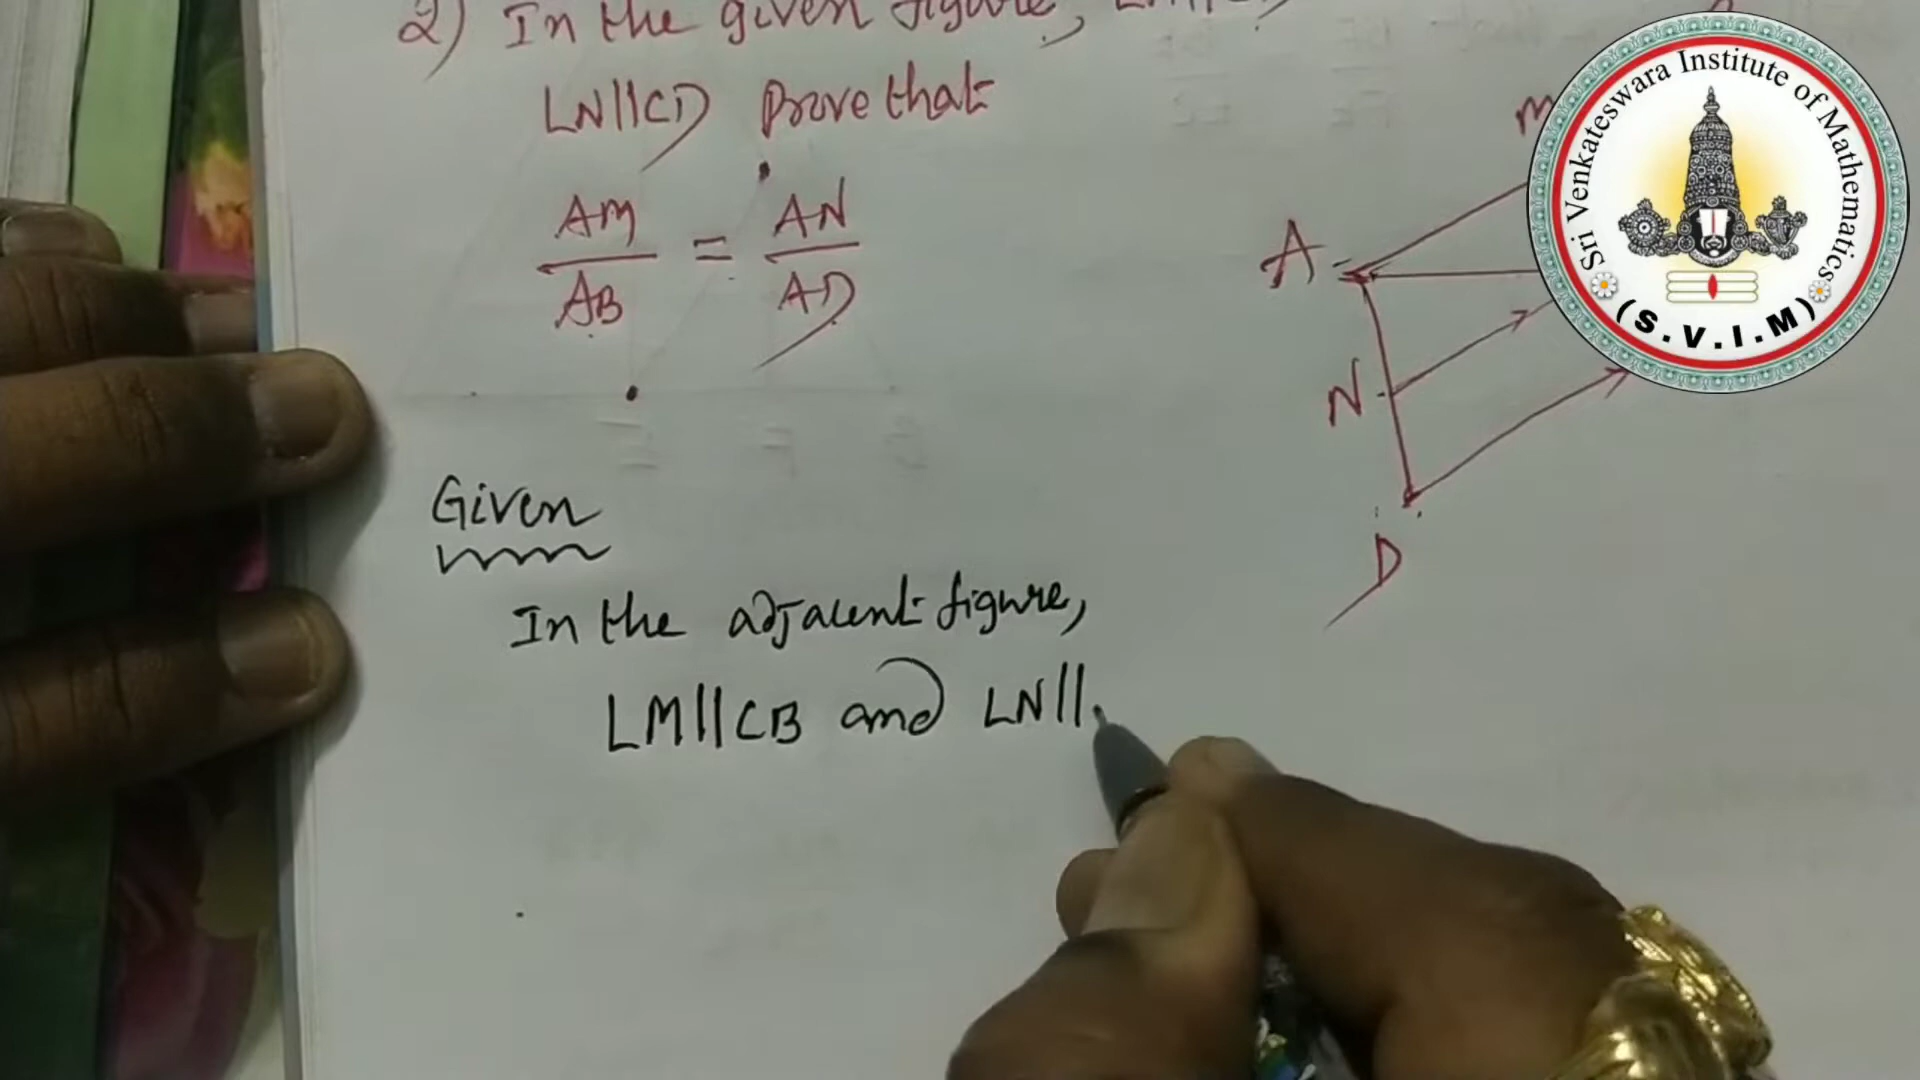 2) In the given figure,
LN||CD Prove that
AM/AB = AN/AD
M
A
N
D
Given
In the adjacent figure,
LM||CB and LN||
Sri Venkateswara Institute of Mathematics
(S.V.I.M)